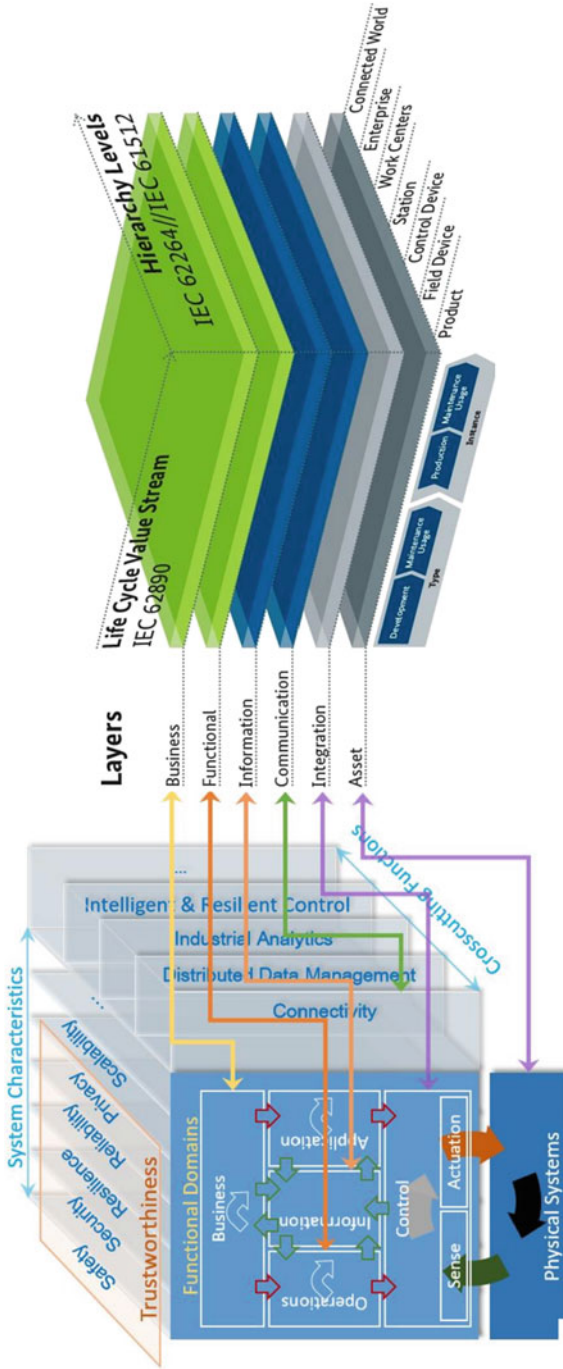 System Characteristics
Safety
Security
Resilience
Reliability
Privacy
Scalability
...
Trustworthiness
Functional Domains
Business
Operations
Information
Application
Control
Sense
Actuation
Physical Systems
Connectivity
Distributed Data Management
Industrial Analytics
Intelligent & Resilient Control
...
Crosscutting Functions
Layers
Business
Functional
Information
Communication
Integration
Asset
Life Cycle Value Stream
IEC 62890
Hierarchy Levels
IEC 62264//IEC 61512
Connected World
Enterprise
Work Centers
Station
Control Device
Field Device
Product
Development
Maintenance
Usage
Type
Production
Maintenance
Usage
Instance